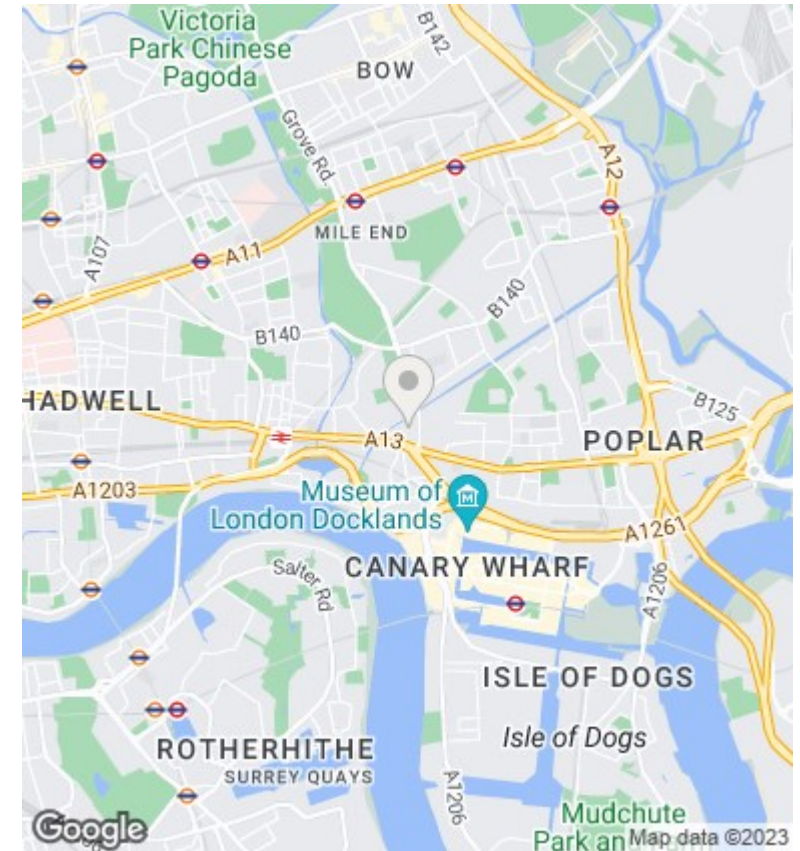 Victoria
Park Chinese
Pagoda
B142
BOW
Grove Rd.
A12
MILE END
A107
A11
B140
B140
HADWELL
B125
A13
POPLAR
A1203
Museum of
London Docklands
A1261
CANARY WHARF
Salter Rd
A1206
ISLE OF DOGS
Isle of Dogs
ROTHERHITHE
SURREY QUAYS
A1206
Mudchute
Park an
Google
Map data ©2023